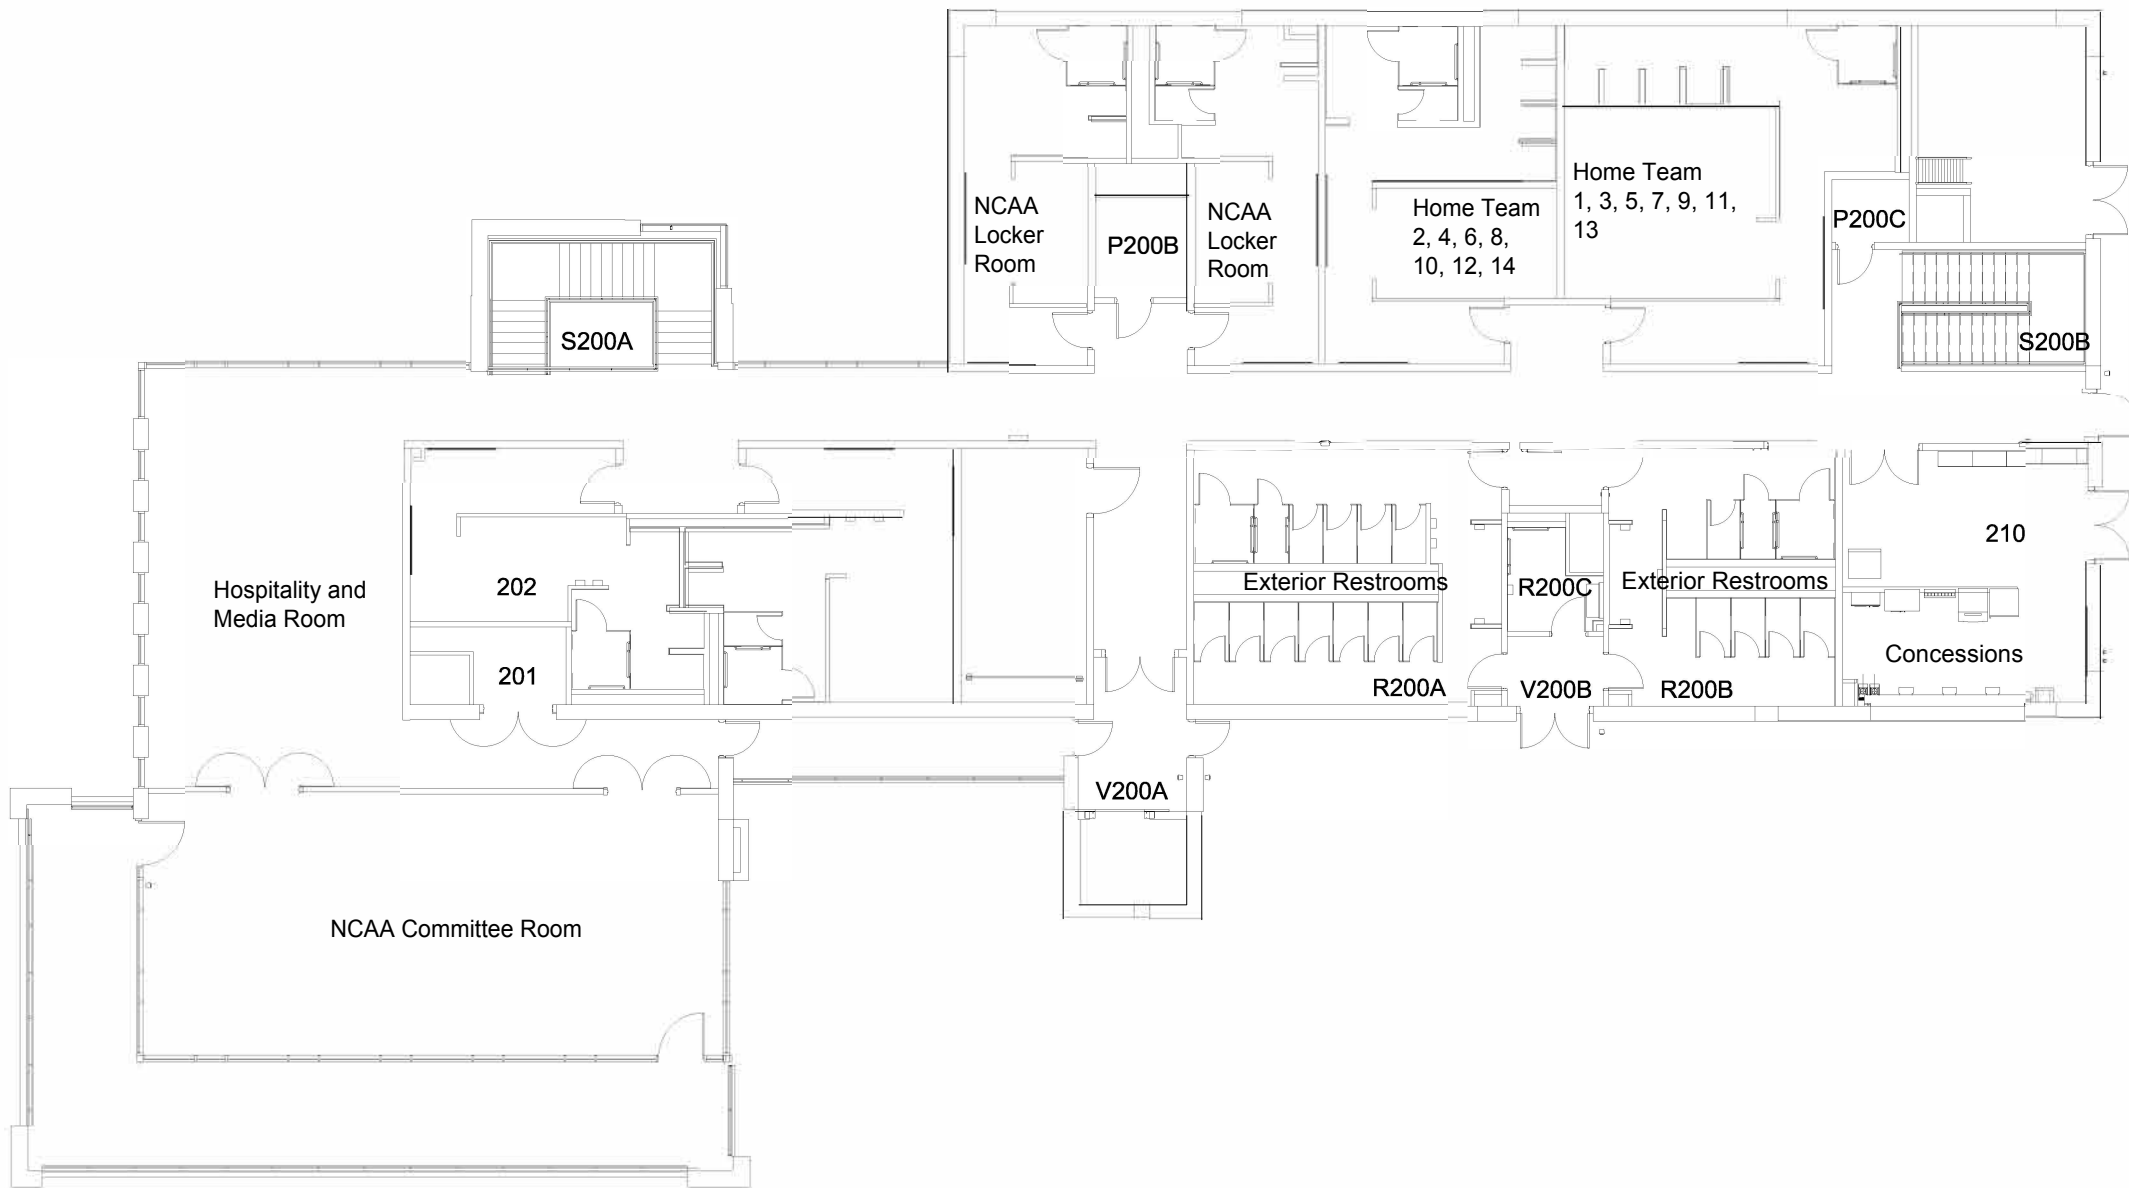 Home Team
1, 3, 5, 7, 9, 11,
13
NCAA
Locker
Room
P200B
NCAA
Locker
Room
Home Team
2, 4, 6, 8,
10, 12, 14
P200C
S200A
S200B
Hospitality and
Media Room
202
201
Exterior Restrooms
R200C
Exterior Restrooms
210
Concessions
R200A
V200B
R200B
V200A
NCAA Committee Room